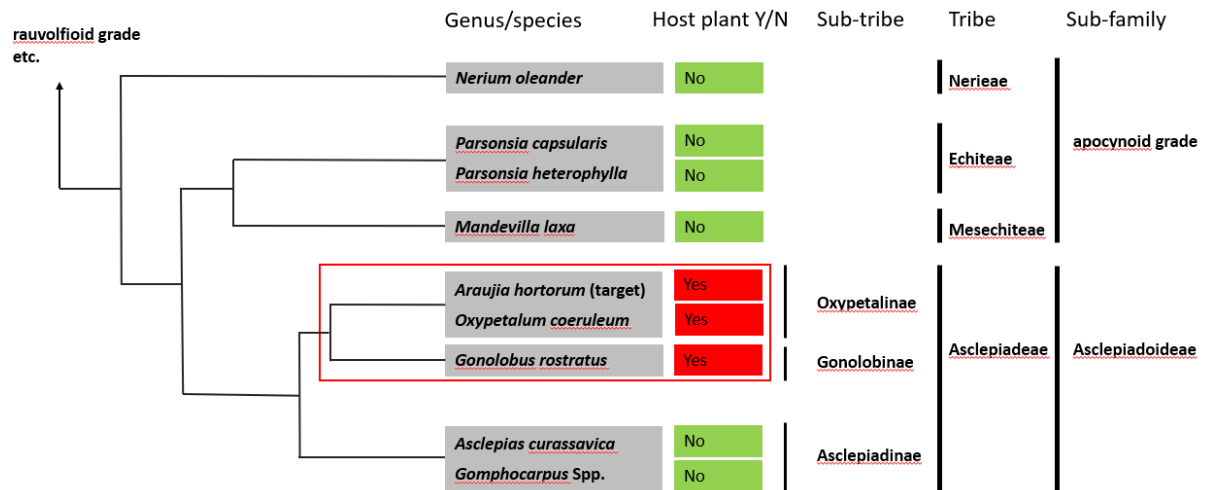 Genus/species Host plant Y/N Sub-tribe Tribe Sub-family
rauvolfioid grade
etc.
Nerium oleander No Nerieae
Parsonsia capsularis No
Echiteae apocynoid grade
Parsonsia heterophylla No
Mandevilla laxa No Mesechiteae
Araujia hortorum (target) Yes
Oxypetalinae
Oxypetalum coeruleum Yes
Gonolobus rostratus Yes Gonolobinae Asclepiadeae Asclepiadoideae
Asclepias curassavica No
Asclepiadinae
Gomphocarpus Spp. No